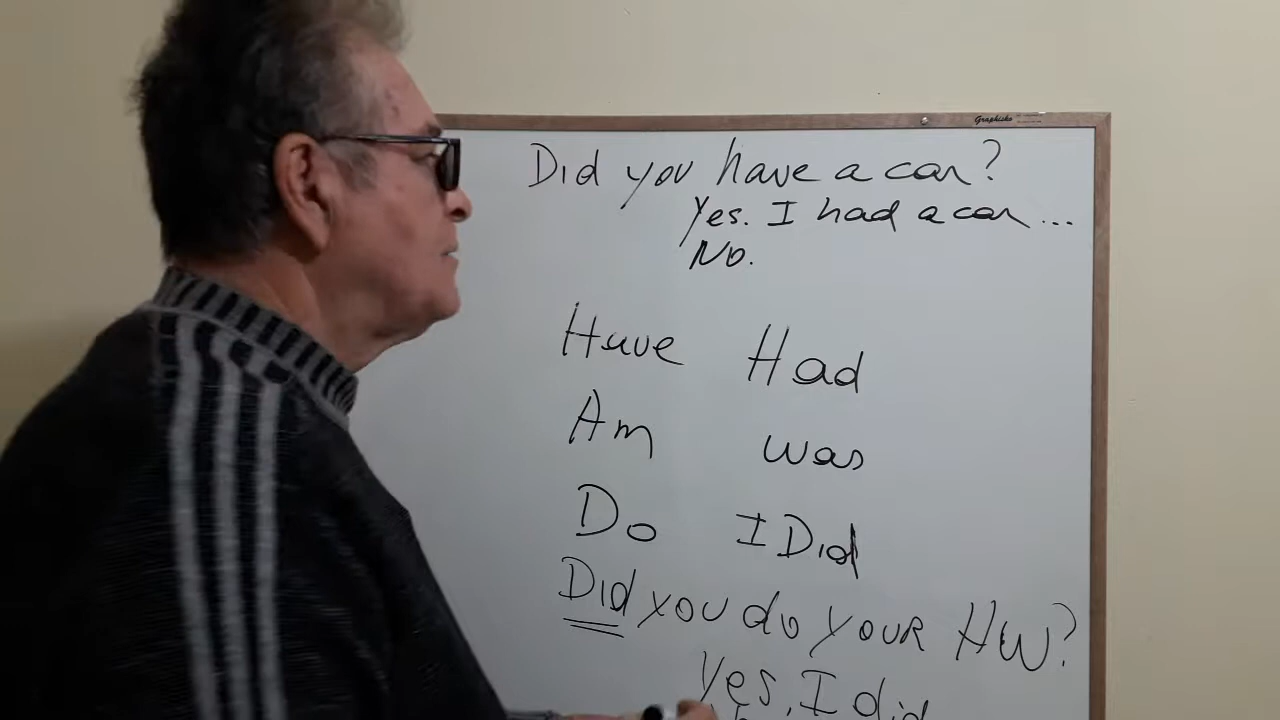 Graphisko
Did you have a car?
Yes. I had a car...
No.
Have Had
Am was
Do I Did
Did you do your HW?
Yes, I did